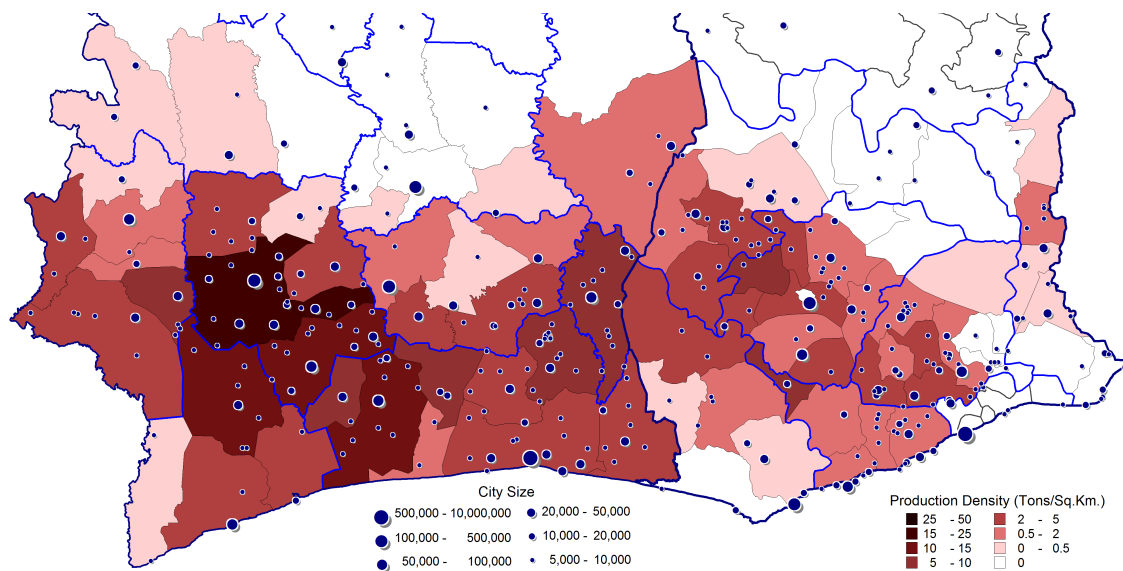 City Size
500,000 - 10,000,000
100,000 - 500,000
50,000 - 100,000
20,000 - 50,000
10,000 - 20,000
5,000 - 10,000
Production Density (Tons/Sq.Km.)
25 - 50
15 - 25
10 - 15
5 - 10
2 - 5
0.5 - 2
0 - 0.5
0